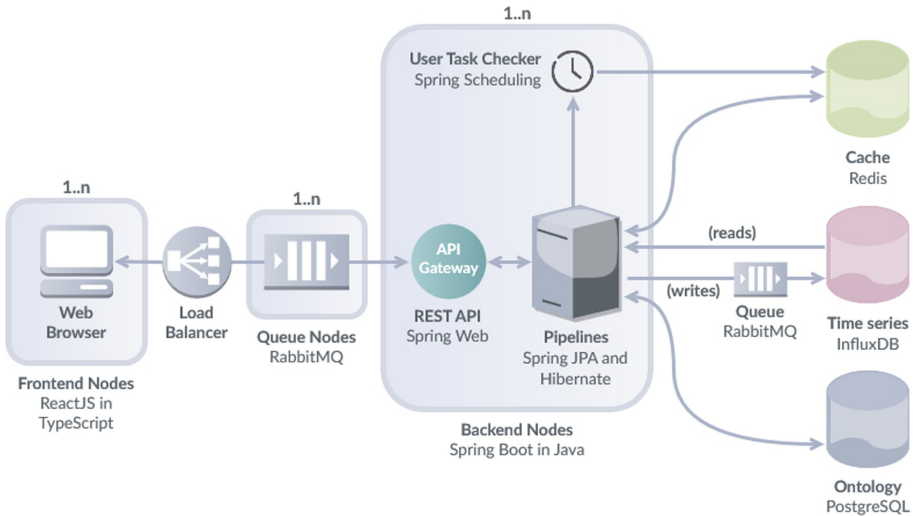 1..n
User Task Checker
Spring Scheduling
Cache
Redis
1..n
1..n
API
Gateway
(reads)
(writes)
Web
Browser
Load
Balancer
Queue Nodes
RabbitMQ
REST API
Spring Web
Pipelines
Spring JPA and
Hibernate
Queue
RabbitMQ
Time series
InfluxDB
Frontend Nodes
ReactJS in
TypeScript
Backend Nodes
Spring Boot in Java
Ontology
PostgreSQL